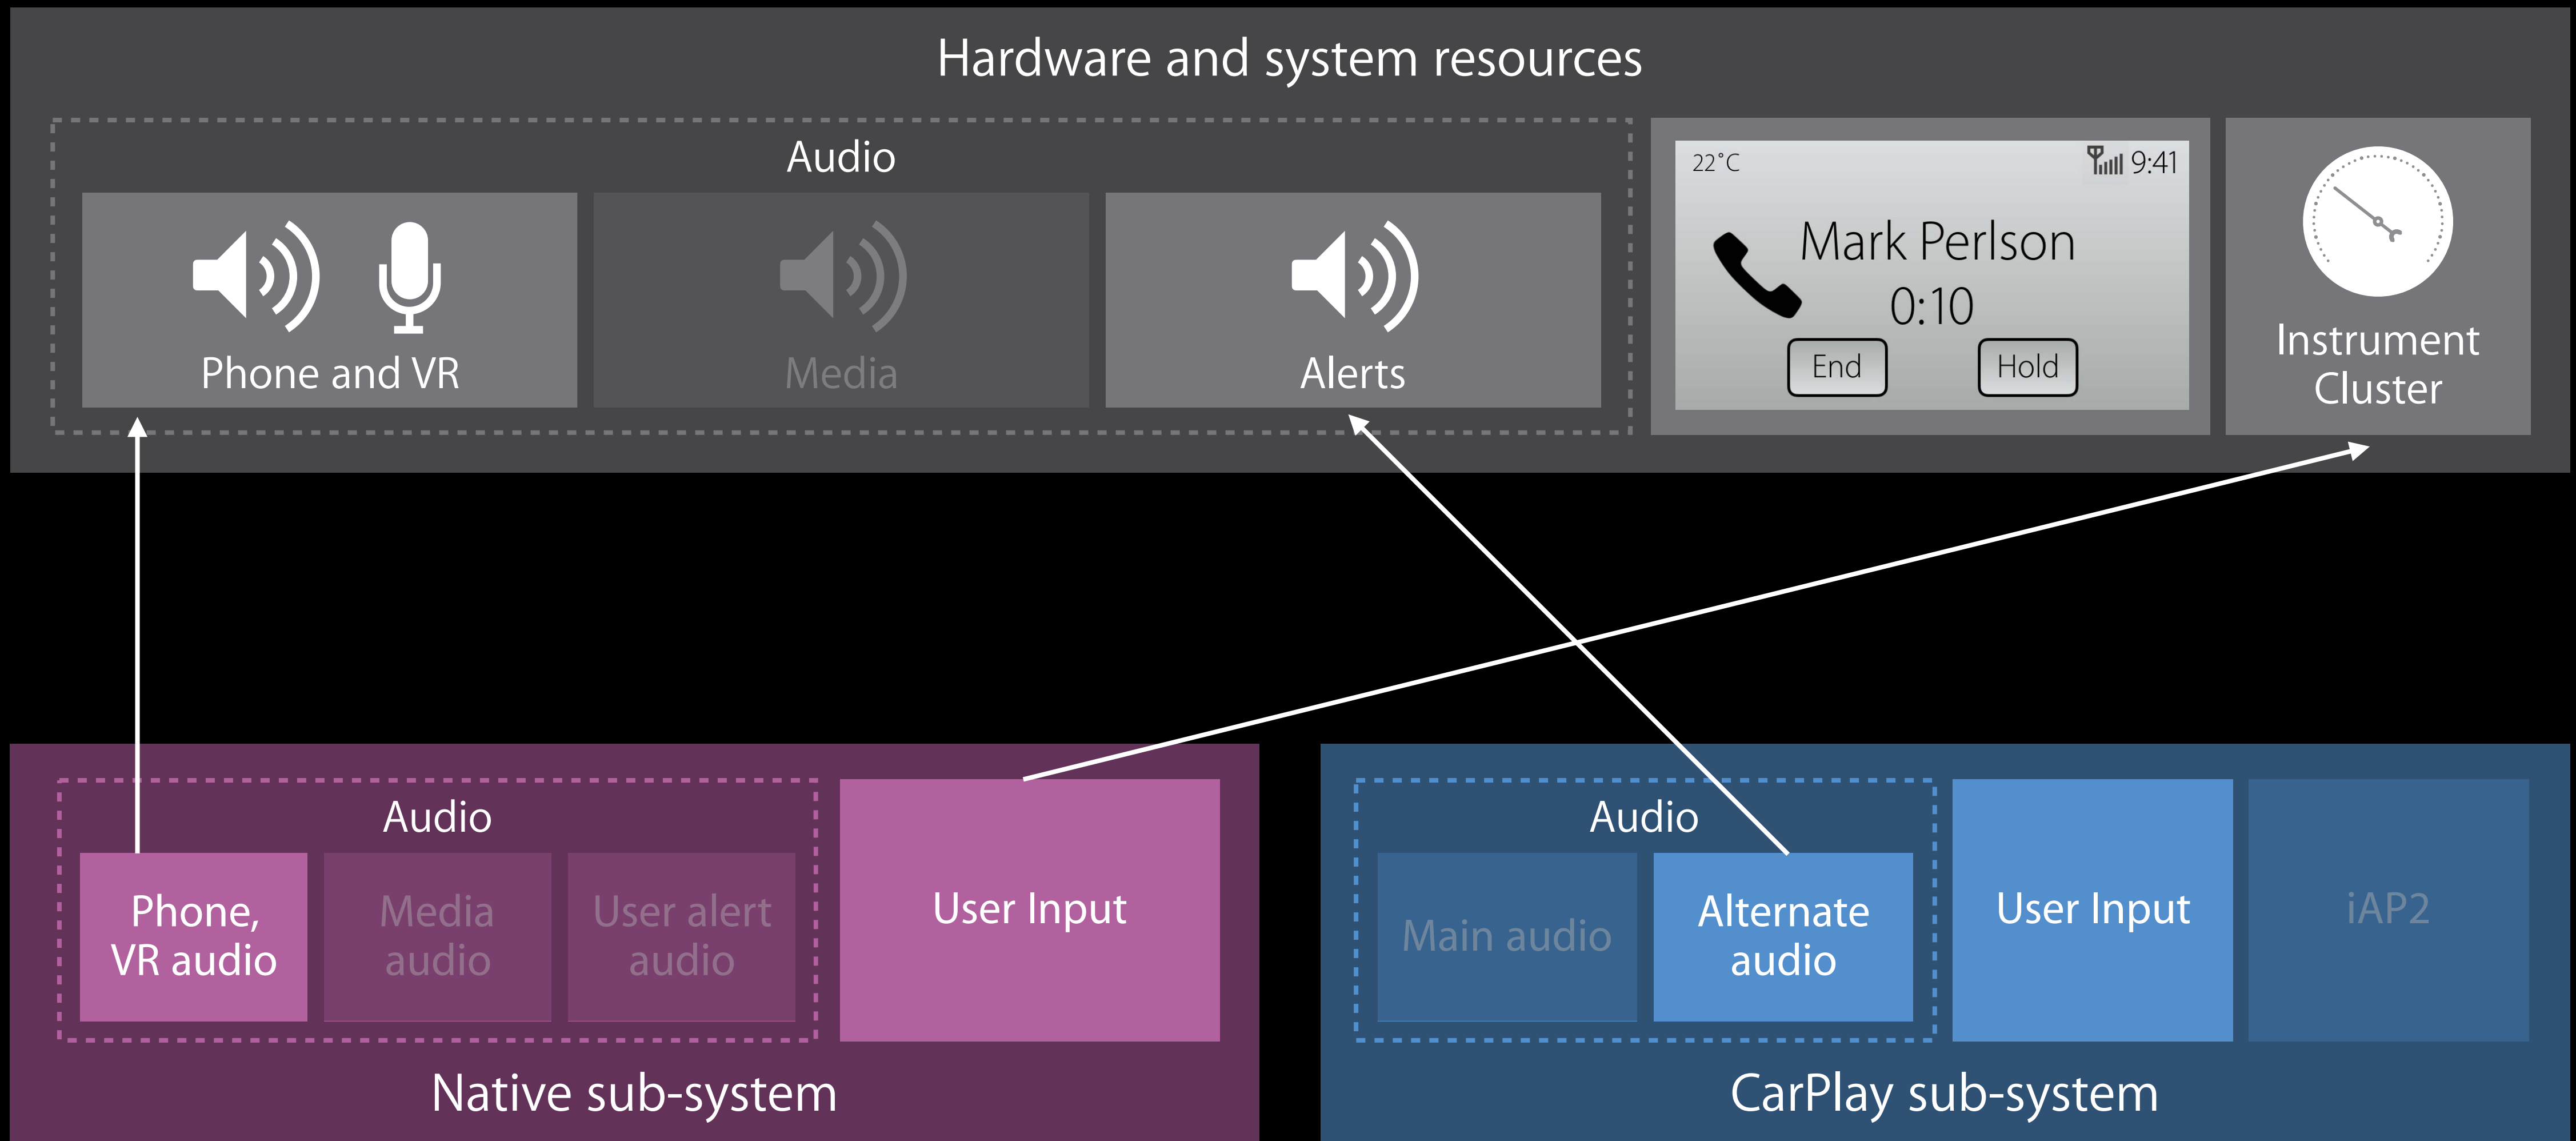 Hardware and system resources
Audio
Phone and VR
Media
Alerts
22°C
9:41
Mark Perlson
0:10
End
Hold
Instrument
Cluster
Audio
Phone,
VR audio
Media
audio
User alert
audio
User Input
Native sub-system
Audio
Main audio
Alternate
audio
User Input
iAP2
CarPlay sub-system